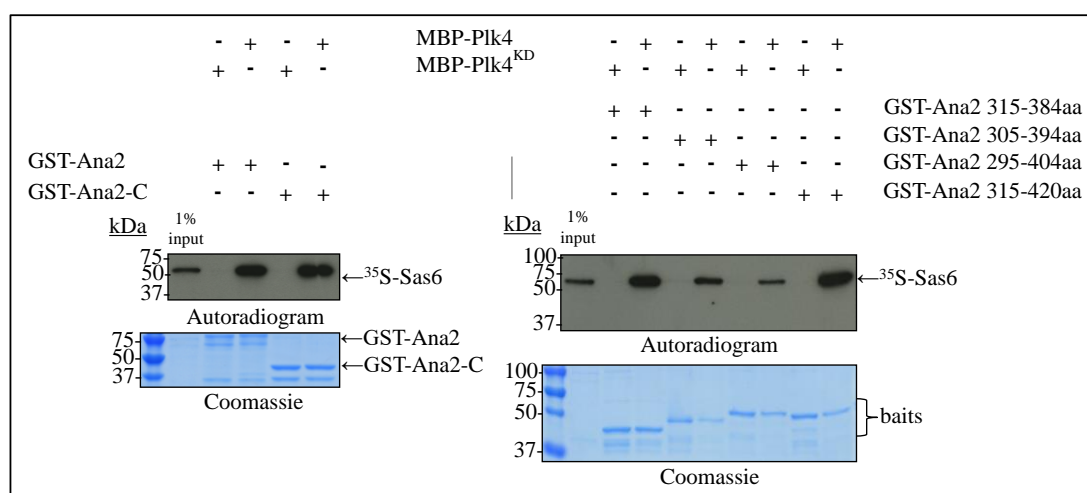 - + - + MBP-Plk4 - + - + - + - +
+ - + - MBP-Plk4KD + - + - + - + -
+ + - - - - - - GST-Ana2 315-384aa
- - + + - - - - GST-Ana2 305-394aa
GST-Ana2 + + - - - - - - + + - - GST-Ana2 295-404aa
GST-Ana2-C - - + + - - - - - - + + GST-Ana2 315-420aa
kDa 1% input
75
50
37
←35S-Sas6
Autoradiogram
75
50
37
←GST-Ana2
←GST-Ana2-C
Coomassie
kDa 1% input
100
75
50
37
←35S-Sas6
Autoradiogram
100
75
50
37
baits
Coomassie